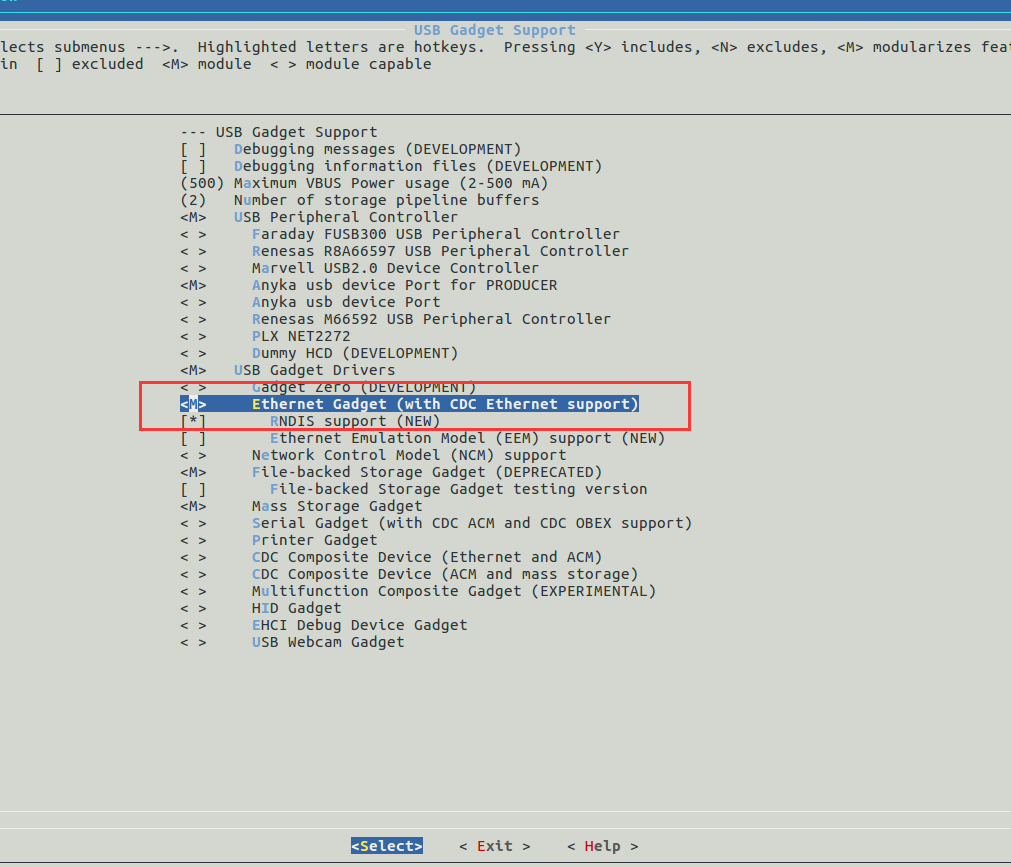 USB Gadget Support
lects submenus --->.  Highlighted letters are hotkeys.  Pressing <Y> includes, <N> excludes, <M> modularizes
in  [ ] excluded  <M> module  < > module capable
--- USB Gadget Support
[ ]   Debugging messages (DEVELOPMENT)
[ ]   Debugging information files (DEVELOPMENT)
(500) Maximum VBUS Power usage (2-500 mA)
(2)   Number of storage pipeline buffers
<M>   USB Peripheral Controller
< >     Faraday FUSB300 USB Peripheral Controller
< >     Renesas R8A66597 USB Peripheral Controller
< >     Marvell USB2.0 Device Controller
<M>     Anyka usb device Port for PRODUCER
< >     Anyka usb device Port
< >     Renesas M66592 USB Peripheral Controller
< >     PLX NET2272
< >     Dummy HCD (DEVELOPMENT)
<M>   USB Gadget Drivers
< >     Gadget Zero (DEVELOPMENT)
<M>     Ethernet Gadget (with CDC Ethernet support)
[*]       RNDIS support (NEW)
[ ]       Ethernet Emulation Model (EEM) support (NEW)
< >     Network Control Model (NCM) support
<M>     File-backed Storage Gadget (DEPRECATED)
[ ]       File-backed Storage Gadget testing version
<M>     Mass Storage Gadget
< >     Serial Gadget (with CDC ACM and CDC OBEX support)
< >     Printer Gadget
< >     CDC Composite Device (Ethernet and ACM)
< >     CDC Composite Device (ACM and mass storage)
< >     Multifunction Composite Gadget (EXPERIMENTAL)
< >     HID Gadget
< >     EHCI Debug Device Gadget
< >     USB Webcam Gadget
<Select>    < Exit >    < Help >